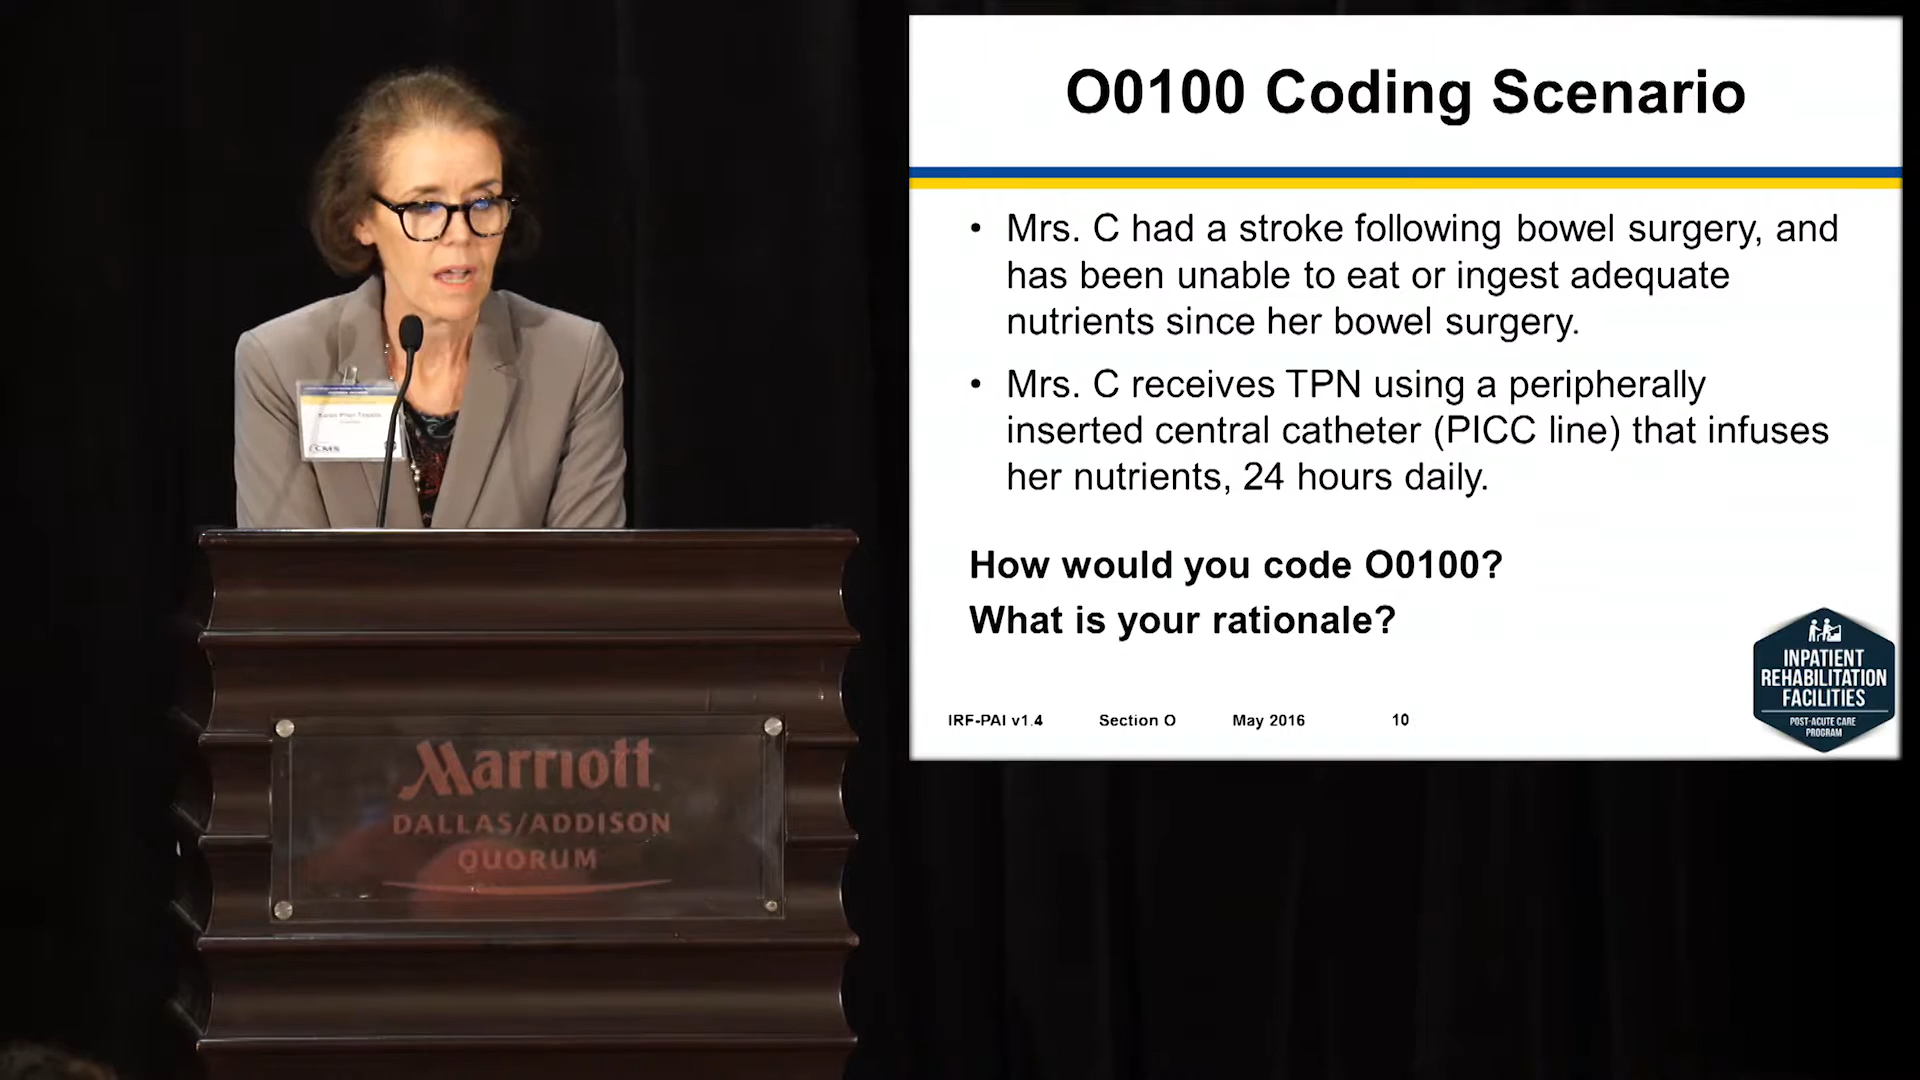 O0100 Coding Scenario
• Mrs. C had a stroke following bowel surgery, and
has been unable to eat or ingest adequate
nutrients since her bowel surgery.
• Mrs. C receives TPN using a peripherally
inserted central catheter (PICC line) that infuses
her nutrients, 24 hours daily.
How would you code O0100?
What is your rationale?
IRF-PAI v1.4 Section O May 2016 10
INPATIENT
REHABILITATION
FACILITIES
POST-ACUTE CARE
PROGRAM
CMS
Marriott
DALLAS/ADDISON
QUORUM